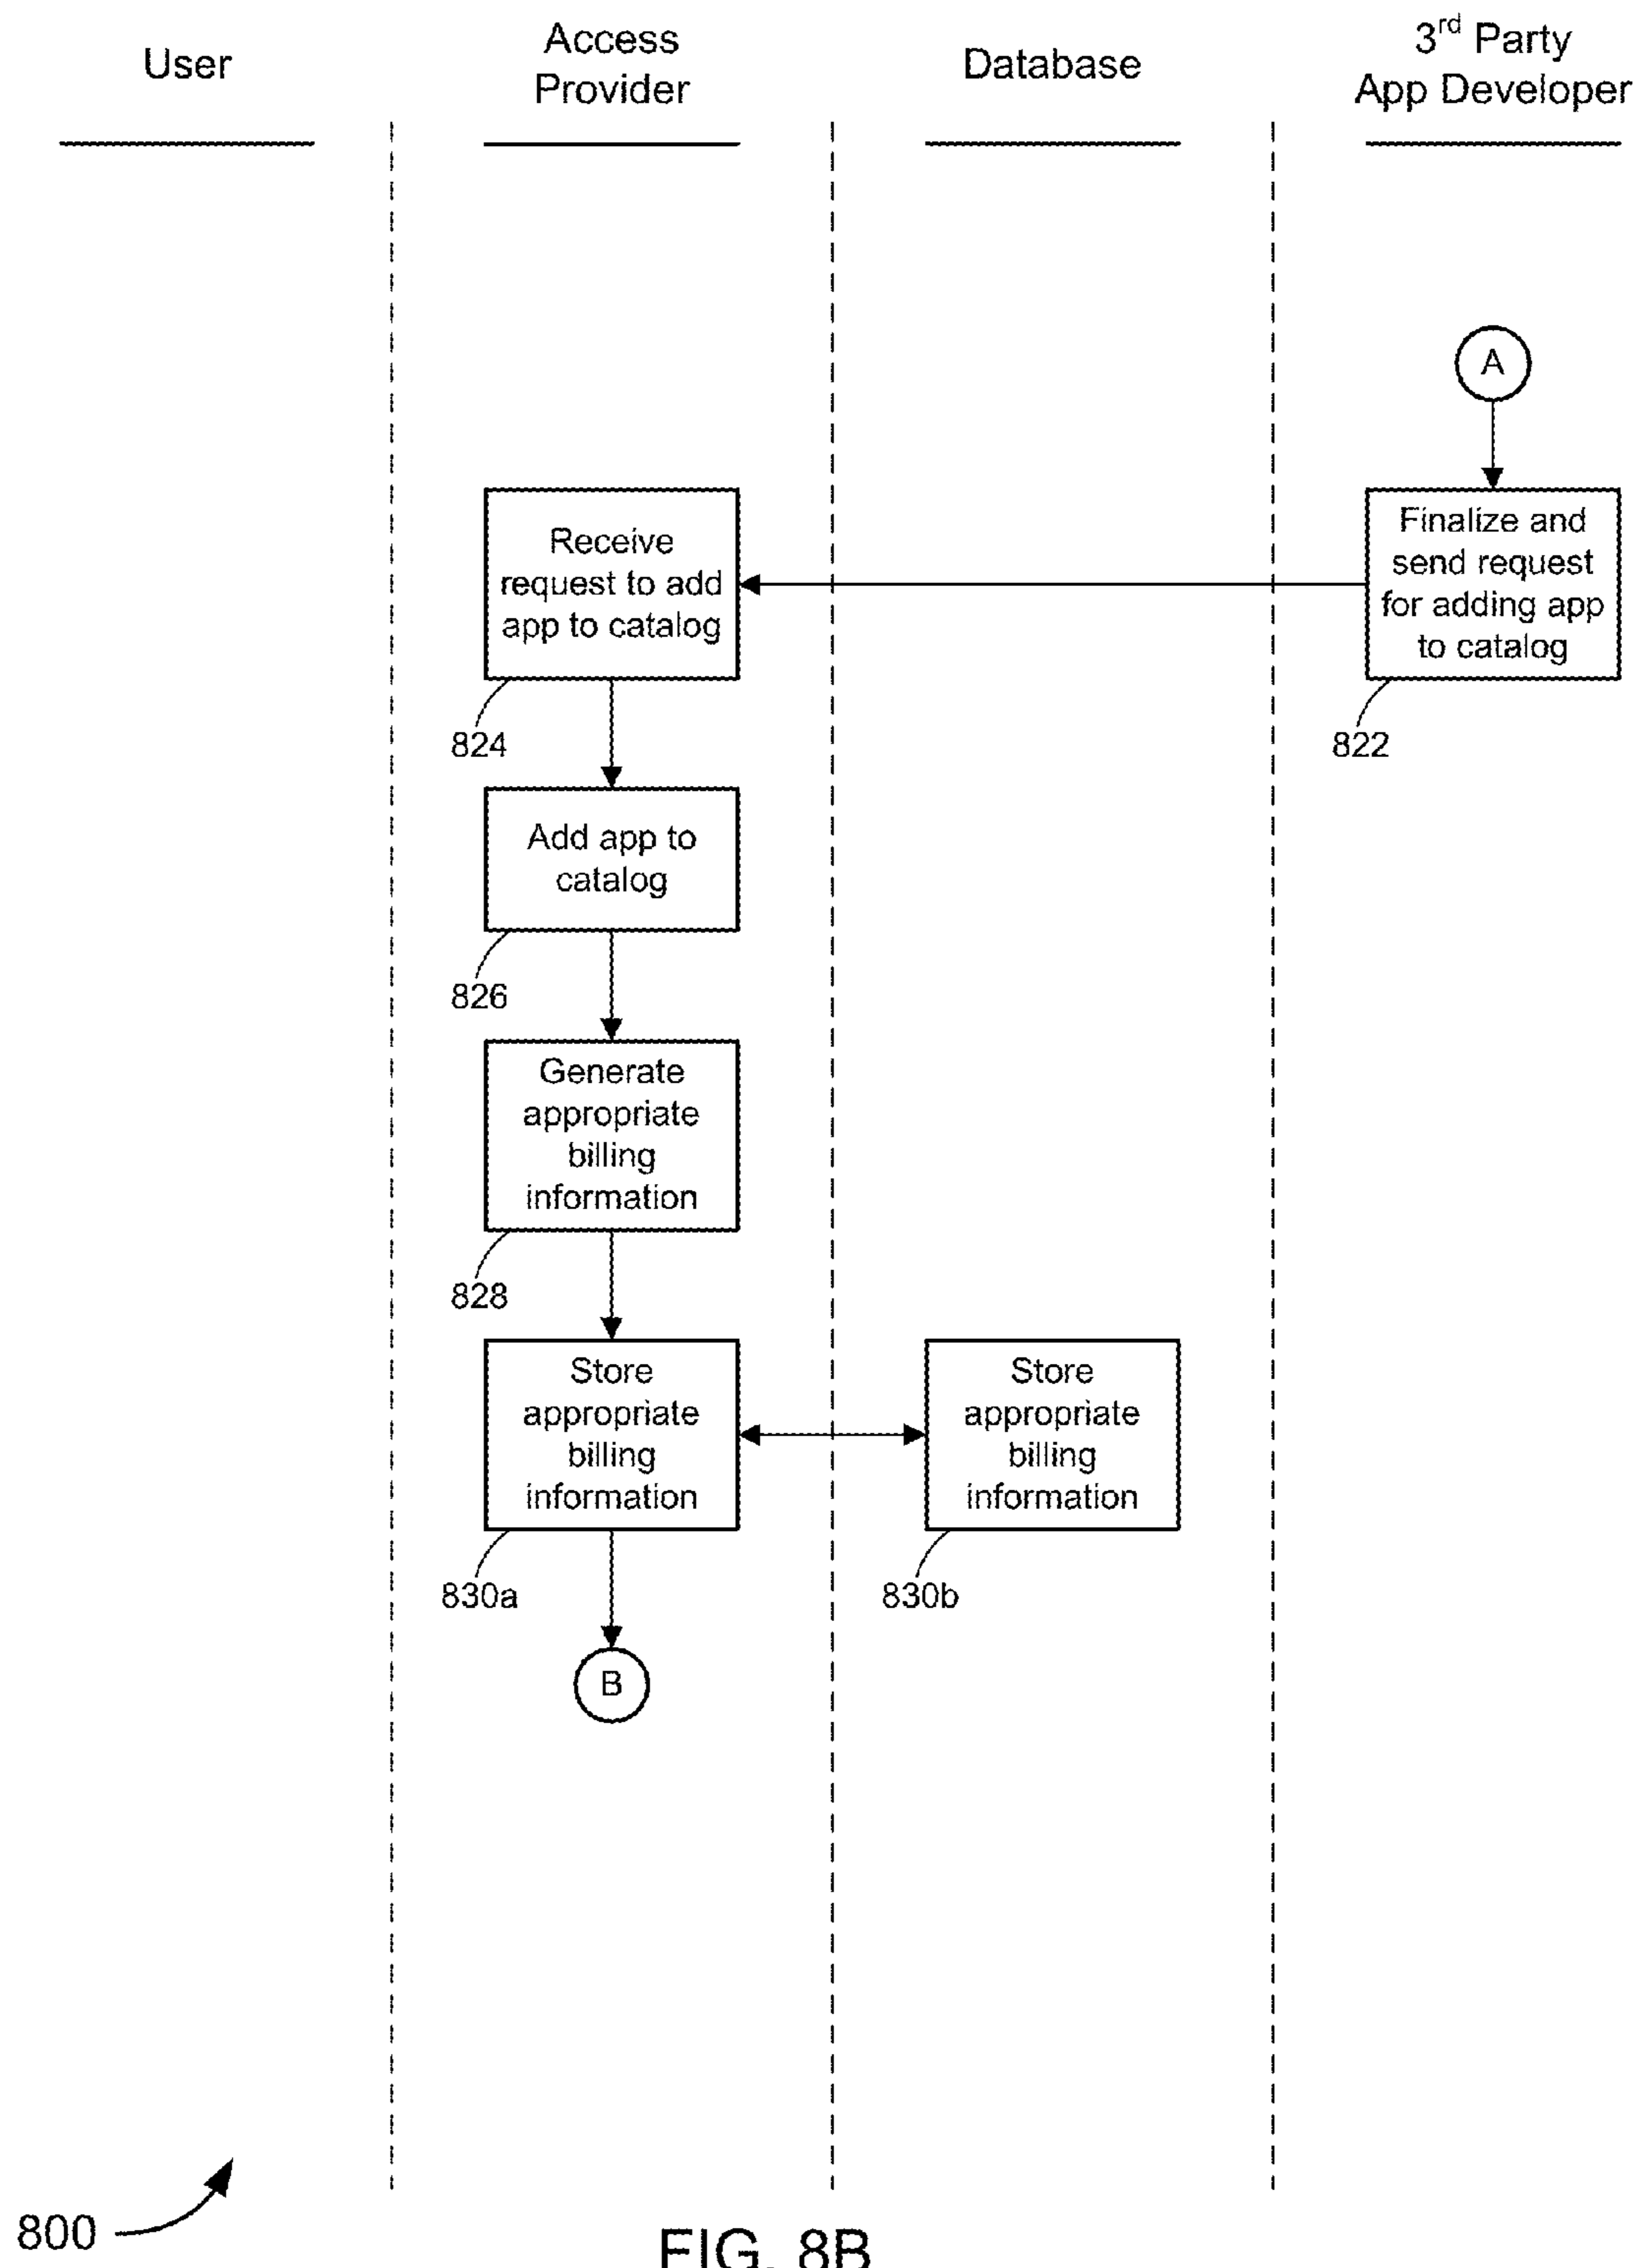 User
Access
Provider
Database
3rd Party
App Developer
A
Receive
request to add
app to catalog
Finalize and
send request
for adding app
to catalog
824
822
Add app to
catalog
826
Generate
appropriate
billing
information
828
Store
appropriate
billing
information
Store
appropriate
billing
information
830a
830b
B
800
FIG. 8B